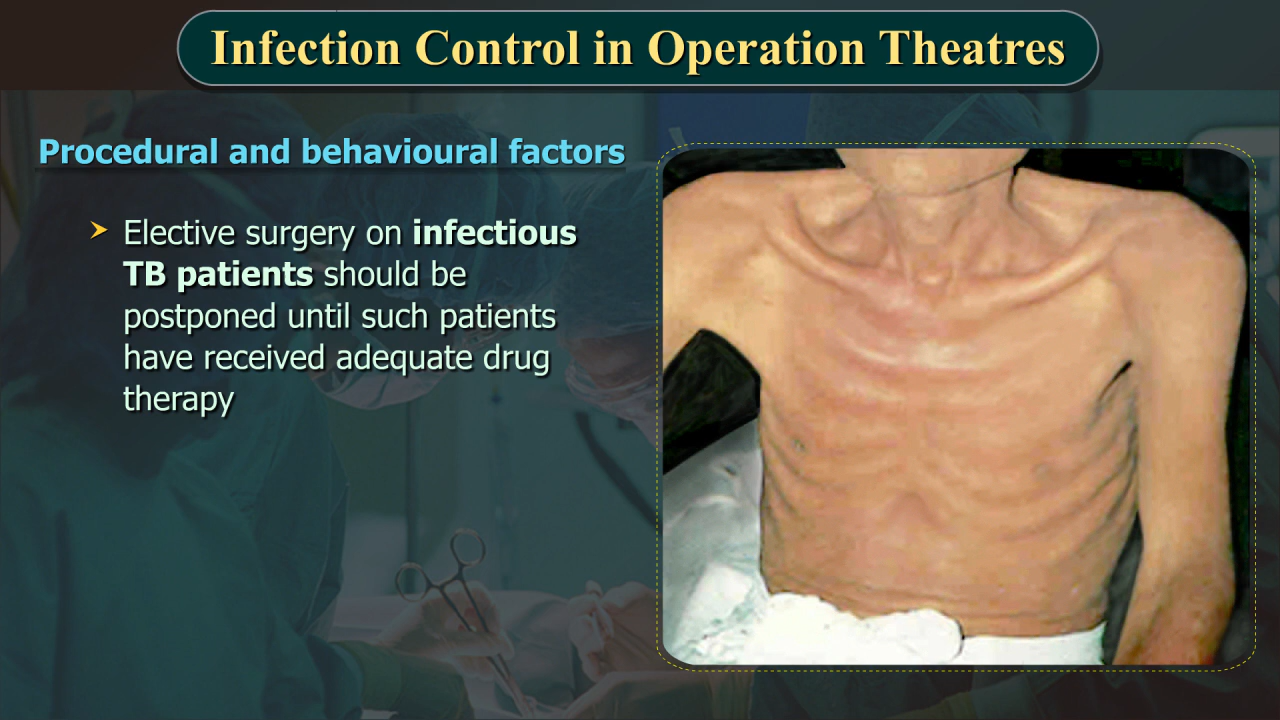 Infection Control in Operation Theatres
Procedural and behavioural factors
Elective surgery on infectious
TB patients should be
postponed until such patients
have received adequate drug
therapy